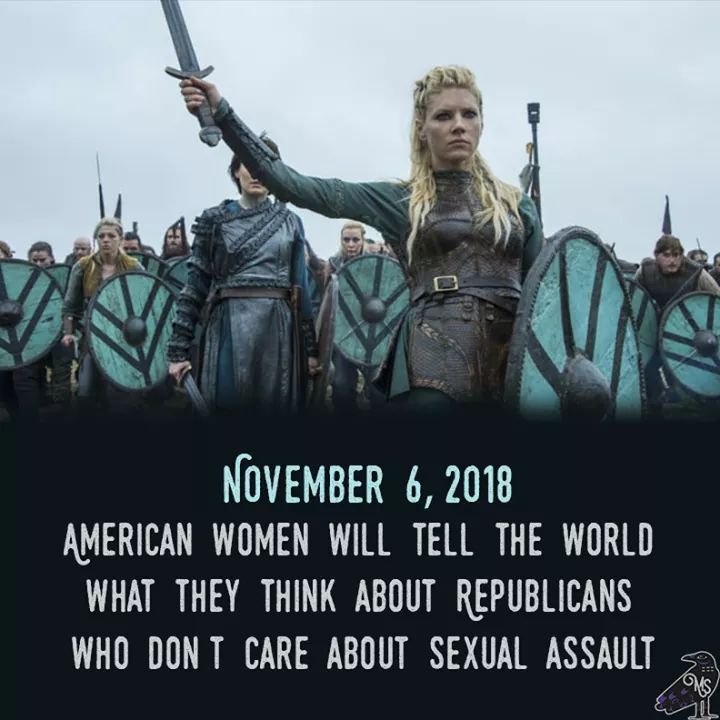 November 6, 2018
American women will tell the world
what they think about Republicans
who don t care about sexual assault
MS